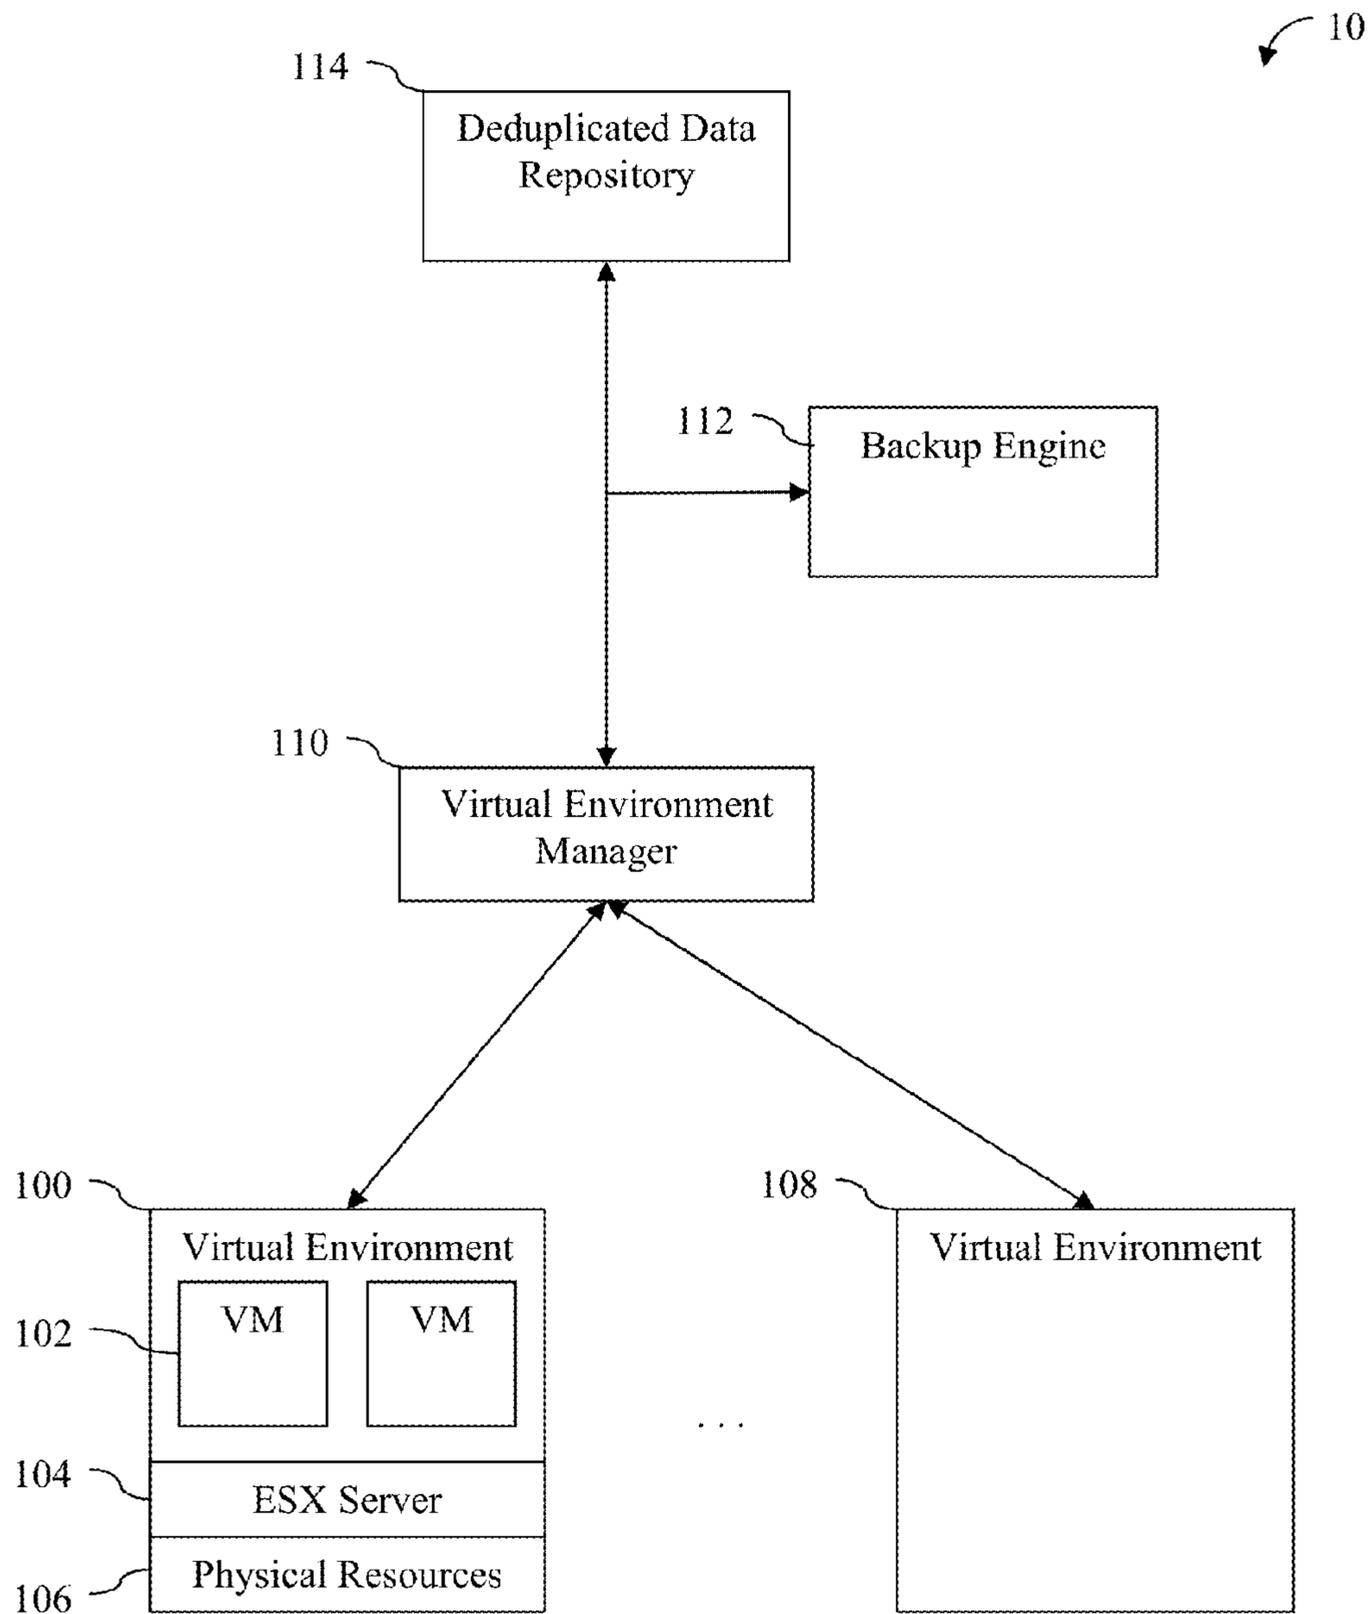 10
114
Deduplicated Data
Repository
112
Backup Engine
110
Virtual Environment
Manager
100
Virtual Environment
VM
VM
102
104
ESX Server
106
Physical Resources
. . .
108
Virtual Environment